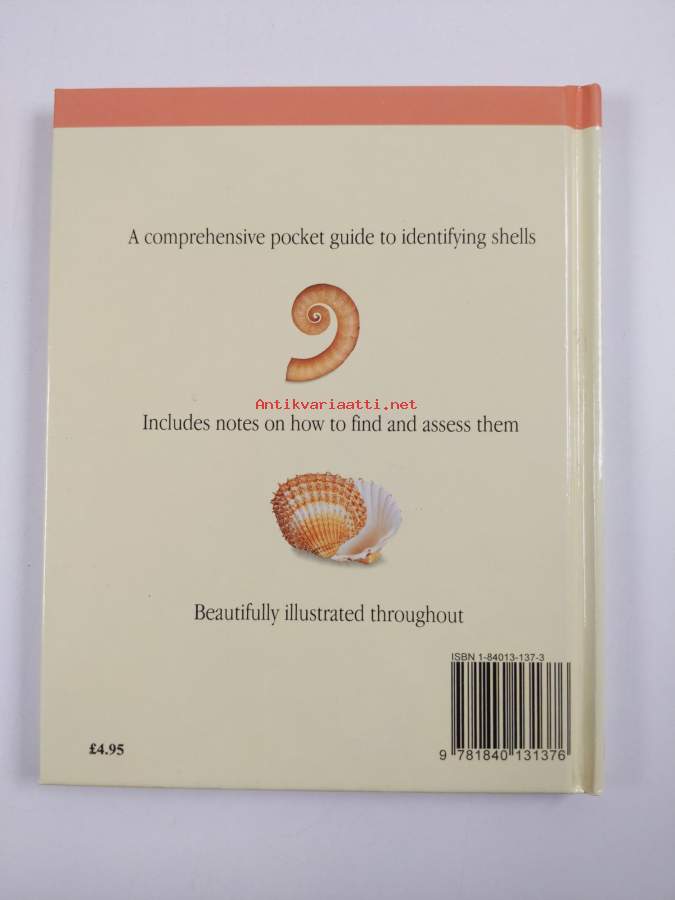 A comprehensive pocket guide to identifying shells
Antikvariaatti.net
Includes notes on how to find and assess them
Beautifully illustrated throughout
ISBN 1-84013-137-3
£4.95
9 781840 131376